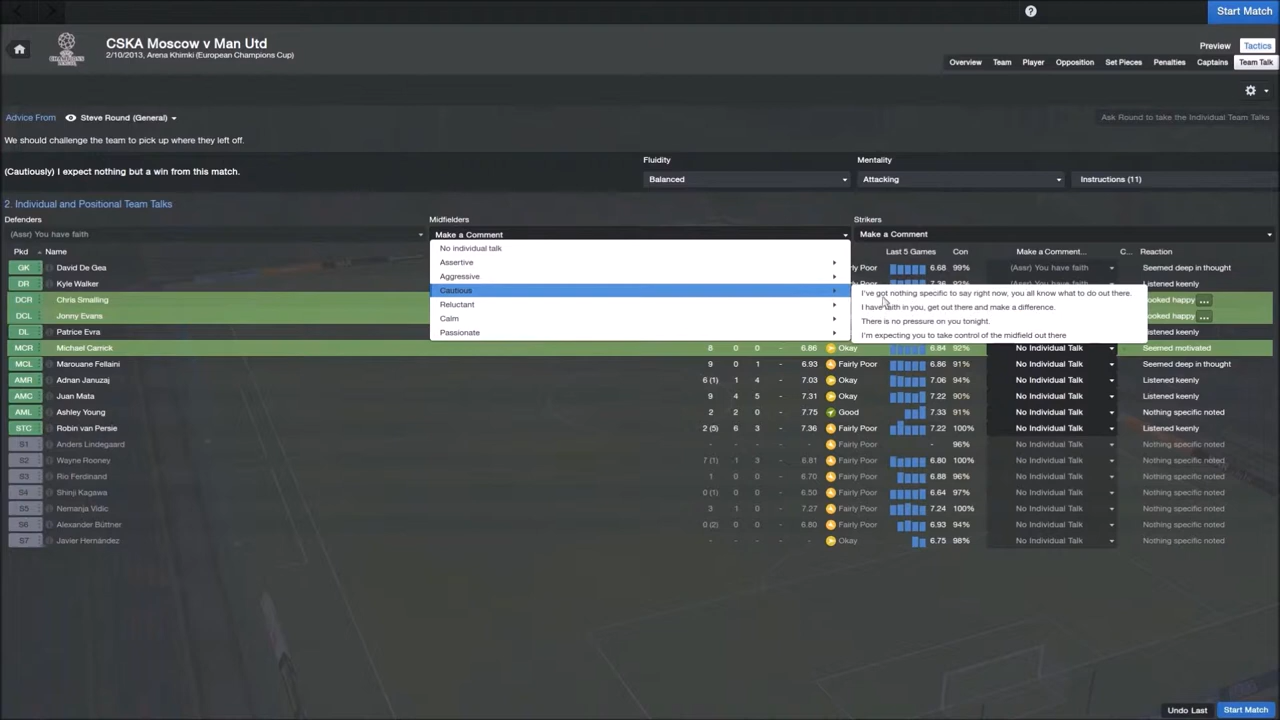 Start Match
CSKA Moscow v Man Utd
2/10/2013, Arena Khimki (European Champions Cup)
Preview Tactics
Overview Team Player Opposition Set Pieces Penalties Captains Team Talk
Advice From Steve Round (General)
Ask Round to take the Individual Team Talks
We should challenge the team to pick up where they left off.
Fluidity Mentality
(Cautiously) I expect nothing but a win from this match.
Balanced Attacking Instructions (11)
2. Individual and Positional Team Talks
Defenders Midfielders Strikers
(Assr) You have faith Make a Comment Make a Comment
Pkd Name Last 5 Games Con Make a Comment... C... Reaction
No individual talk
Assertive
Aggressive
Cautious
Reluctant
Calm
Passionate
I've got nothing specific to say right now, you all know what to do out there.
I have faith in you, get out there and make a difference.
There is no pressure on you tonight.
I'm expecting you to take control of the midfield out there
GK David De Gea Poor 6.68 99% (Assr) You have faith Seemed deep in thought
DR Kyle Walker Listened keenly
DCR Chris Smalling looked happy ...
DCL Jonny Evans looked happy ...
DL Patrice Evra Listened keenly
MCR Michael Carrick 8 0 0 - 6.86 Okay 6.84 92% No Individual Talk Seemed motivated
MCL Marouane Fellaini 9 0 1 - 6.93 Fairly Poor 6.86 91% No Individual Talk Seemed deep in thought
AMR Adnan Januzaj 6 (1) 1 4 - 7.03 Okay 7.06 94% No Individual Talk Listened keenly
AMC Juan Mata 9 4 5 - 7.31 Okay 7.22 90% No Individual Talk Listened keenly
AML Ashley Young 2 2 0 - 7.75 Good 7.33 91% No Individual Talk Nothing specific noted
STC Robin van Persie 2 (5) 6 3 - 7.36 Fairly Poor 7.22 100% No Individual Talk Listened keenly
S1 Anders Lindegaard - - - - - Fairly Poor - 96% No Individual Talk Nothing specific noted
S2 Wayne Rooney 7 (1) 1 3 - 6.81 Fairly Poor 6.80 100% No Individual Talk Nothing specific noted
S3 Rio Ferdinand 1 0 0 - 6.70 Fairly Poor 6.88 96% No Individual Talk Nothing specific noted
S4 Shinji Kagawa 0 (1) 0 0 - 6.50 Fairly Poor 6.64 97% No Individual Talk Nothing specific noted
S5 Nemanja Vidic 3 1 0 - 7.27 Fairly Poor 7.24 100% No Individual Talk Nothing specific noted
S6 Alexander Büttner 0 (2) 0 0 - 6.80 Fairly Poor 6.93 94% No Individual Talk Nothing specific noted
S7 Javier Hernández - - - - - Okay 6.75 98% No Individual Talk Nothing specific noted
Undo Last Start Match